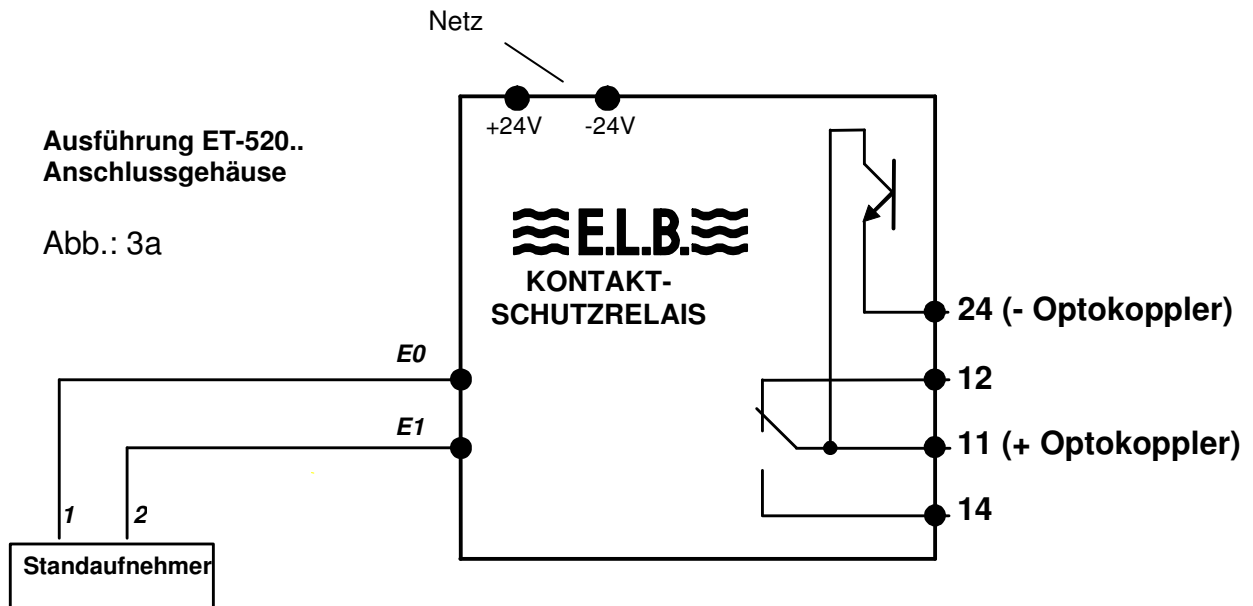 Netz
+24V -24V
Ausführung ET-520..
Anschlussgehäuse
Abb.: 3a
E.L.B.
KONTAKT-
SCHUTZRELAIS
24 (- Optokoppler)
E0
12
E1
11 (+ Optokoppler)
14
1 2
Standaufnehmer